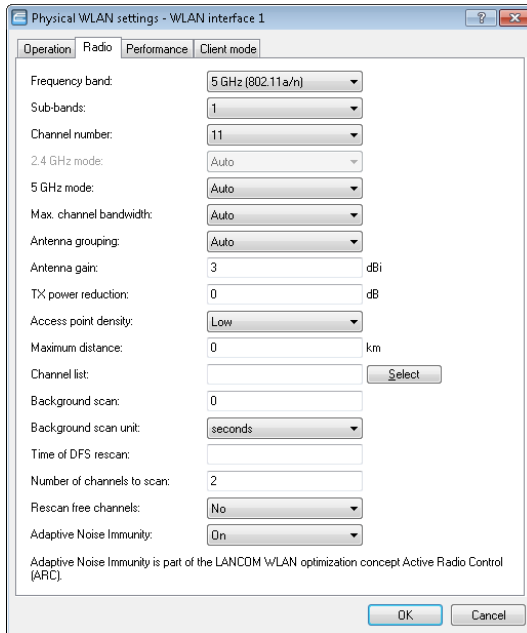 Physical WLAN settings - WLAN interface 1
Operation Radio Performance Client mode
Frequency band: 5 GHz (802.11a/n)
Sub-bands: 1
Channel number: 11
2.4 GHz mode: Auto
5 GHz mode: Auto
Max. channel bandwidth: Auto
Antenna grouping: Auto
Antenna gain: 3 dBi
TX power reduction: 0 dB
Access point density: Low
Maximum distance: 0 km
Channel list: Select
Background scan: 0
Background scan unit: seconds
Time of DFS rescan:
Number of channels to scan: 2
Rescan free channels: No
Adaptive Noise Immunity: On
Adaptive Noise Immunity is part of the LANCOM WLAN optimization concept Active Radio Control
(ARC).
OK Cancel